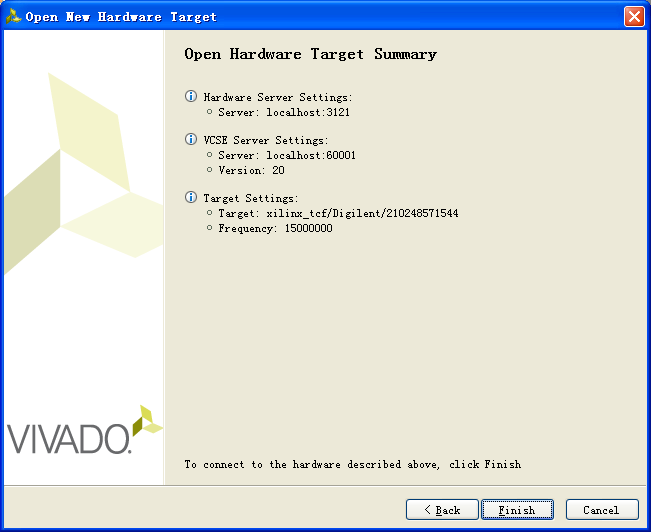 Open New Hardware Target
Open Hardware Target Summary
Hardware Server Settings:
Server: localhost:3121
VCSE Server Settings:
Server: localhost:60001
Version: 20
Target Settings:
Target: xilinx_tcf/Digilent/210248571544
Frequency: 15000000
VIVADO.
To connect to the hardware described above, click Finish
< Back
Finish
Cancel